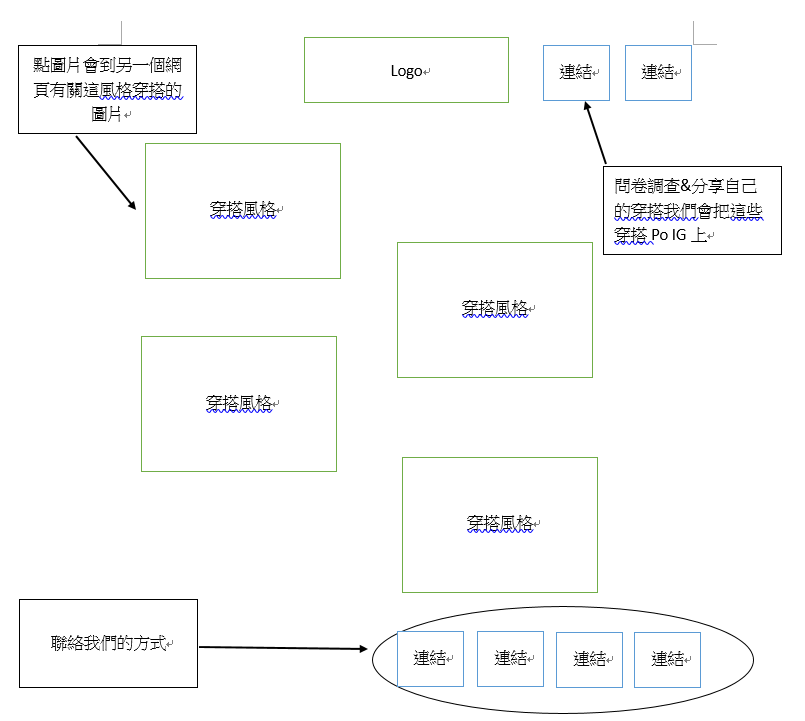 點圖片會到另一個網
頁有關這風格穿搭的
圖片
Logo
連結
連結
問卷調查&分享自己
的穿搭我們會把這些
穿搭 Po IG 上
穿搭風格
穿搭風格
穿搭風格
穿搭風格
聯絡我們的方式
連結
連結
連結
連結